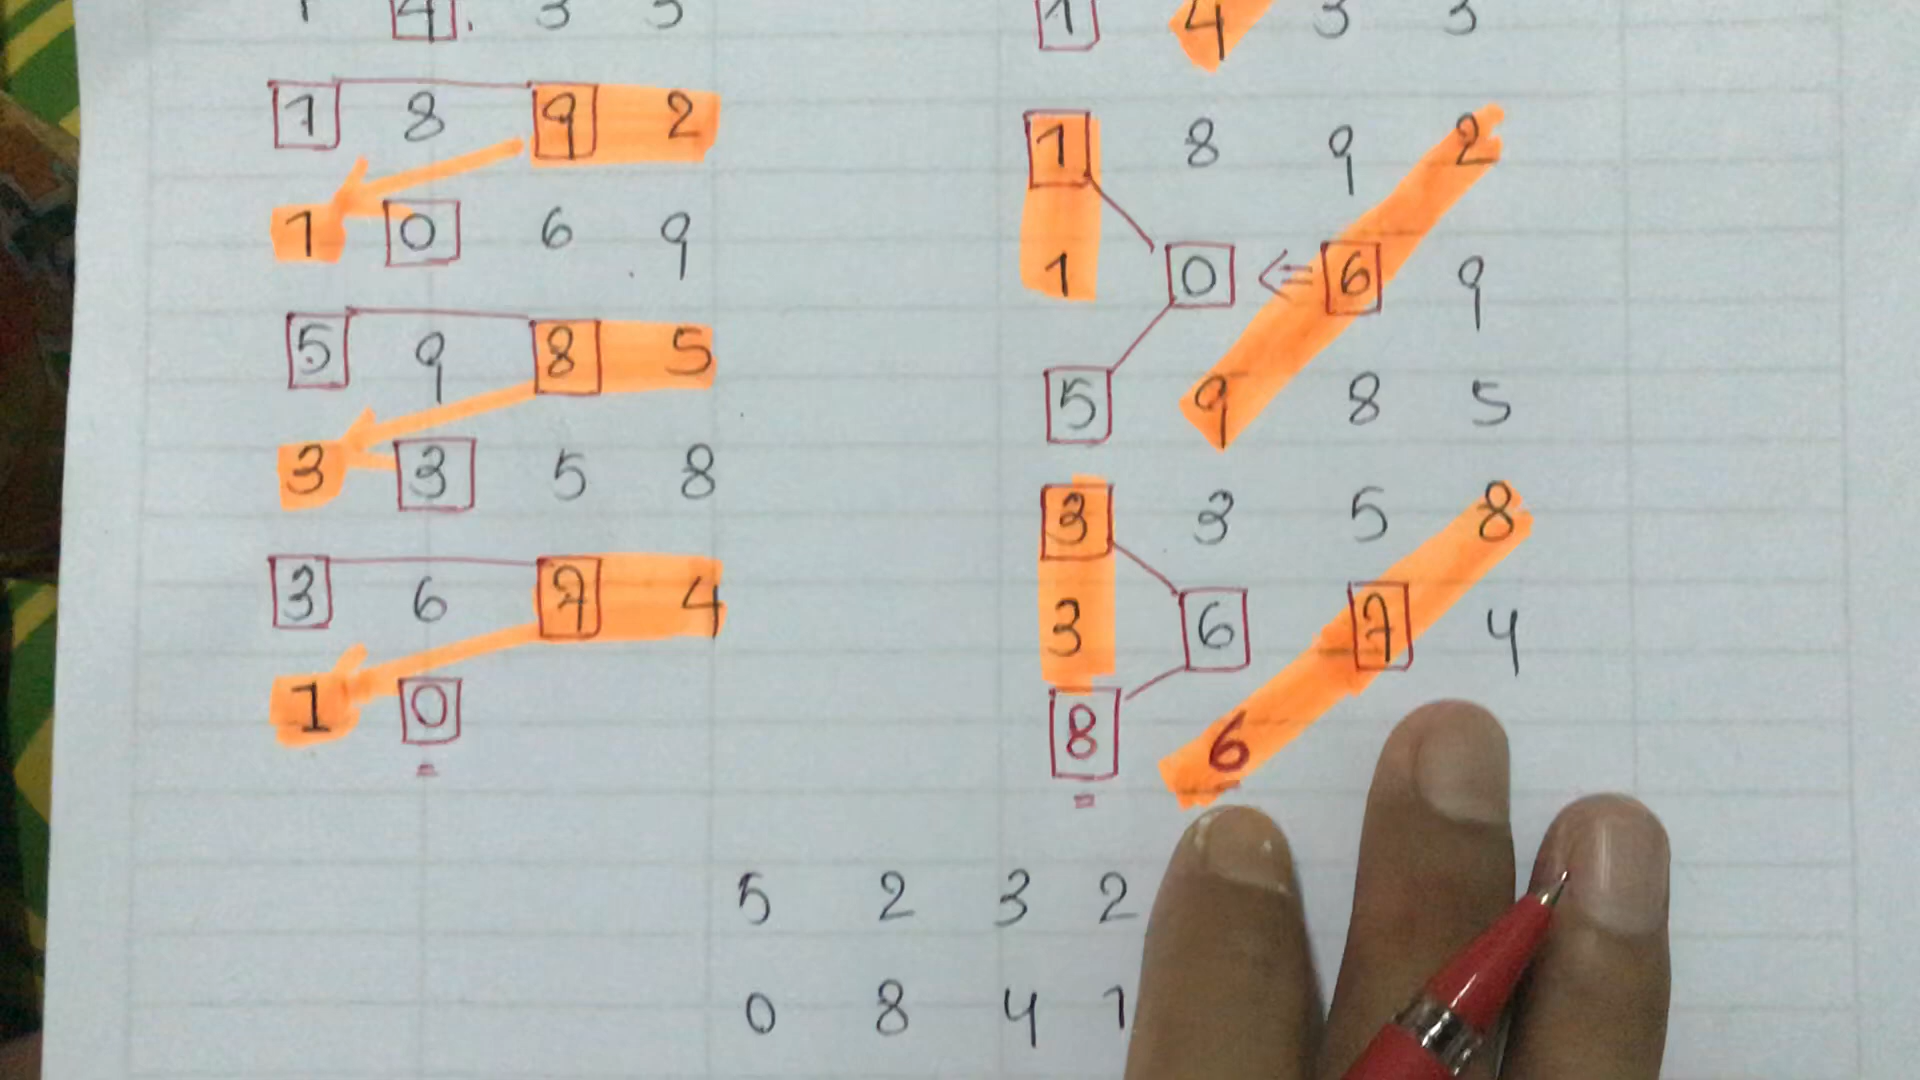 4. 3 3
1 8 9 2
1 0 6 9
5 9 8 5
3 3 5 8
3 6 7 4
1 0
=
1 4 3 3
1 8 9 2
1 0 <= 6 9
5 9 8 5
3 3 5 8
3 6 7 4
8 6
=
5 2 3 2
0 8 4 1